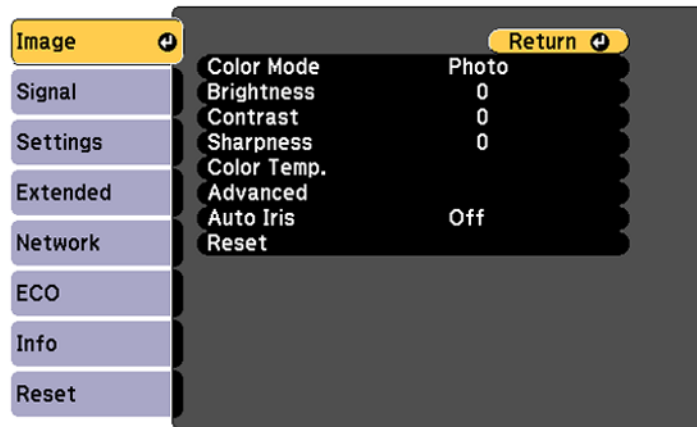 Image
Signal
Settings
Extended
Network
ECO
Info
Reset
Return
Color Mode Photo
Brightness 0
Contrast 0
Sharpness 0
Color Temp.
Advanced
Auto Iris Off
Reset